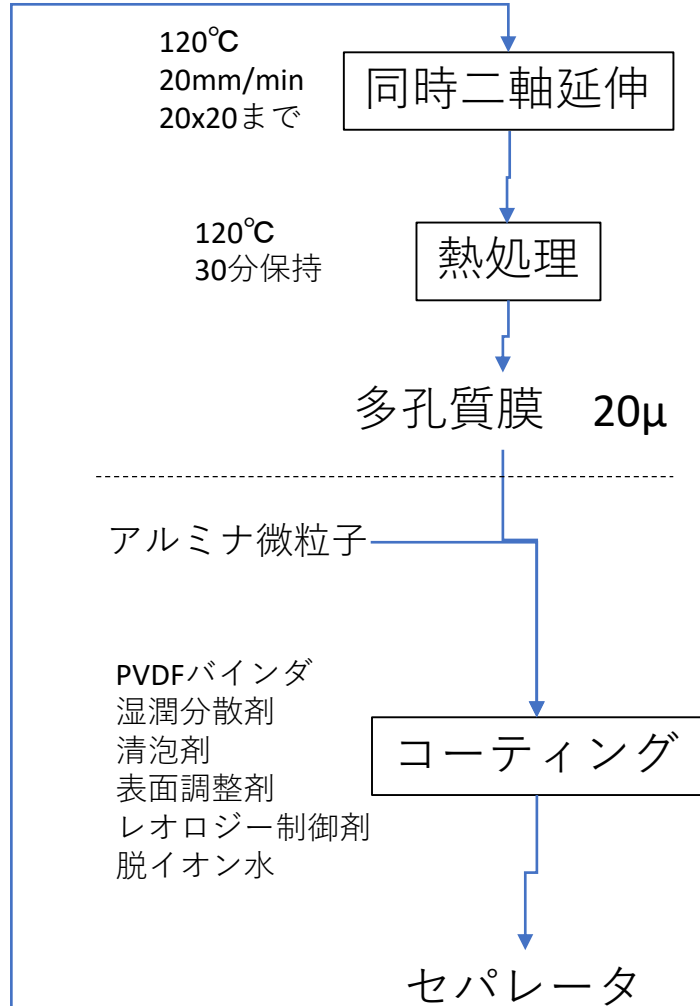 120℃
20mm/min
20x20まで
同時二軸延伸
120℃
30分保持
熱処理
多孔質膜 20μ
アルミナ微粒子
PVDFバインダ
湿潤分散剤
清泡剤
表面調整剤
レオロジー制御剤
脱イオン水
コーティング
セパレータ